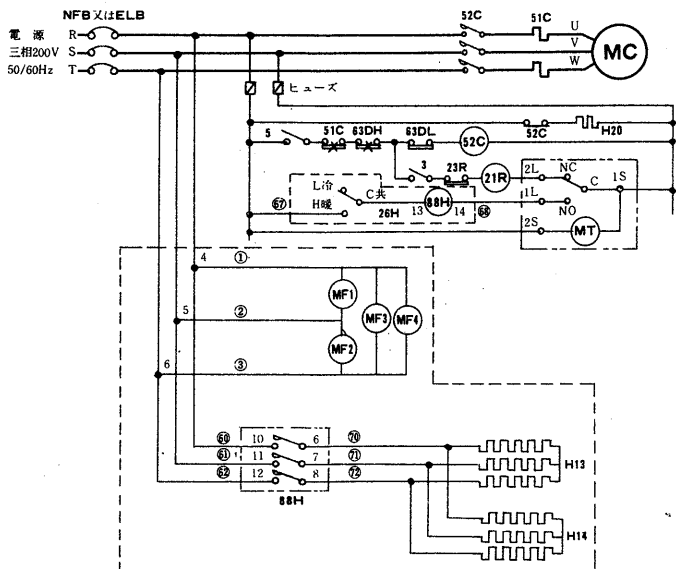 NFB又はELB
52C 51C U
電源 R
三相200V S V MC
50/60Hz T W
ヒューズ
52C H20
5 51C 63DH 63DL 52C
3 23R 21R 2L NC 1S
L冷 C共 88H 1L C
㊿ H暖 26H 13 14 NO
2S MT
4 ①
MF1
5 ② MF3 MF4
MF2
6 ③
60 10 6 70
61 11 7 71 H13
62 12 8 72
88H
H14